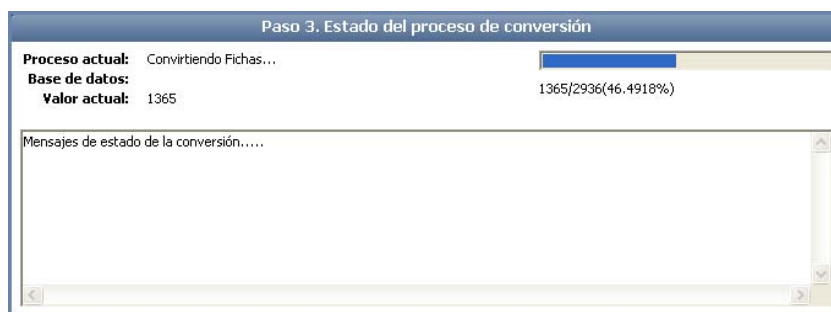 Paso 3. Estado del proceso de conversión
Proceso actual: Convirtiendo Fichas...
Base de datos:
Valor actual: 1365
1365/2936(46.4918%)
Mensajes de estado de la conversión.....